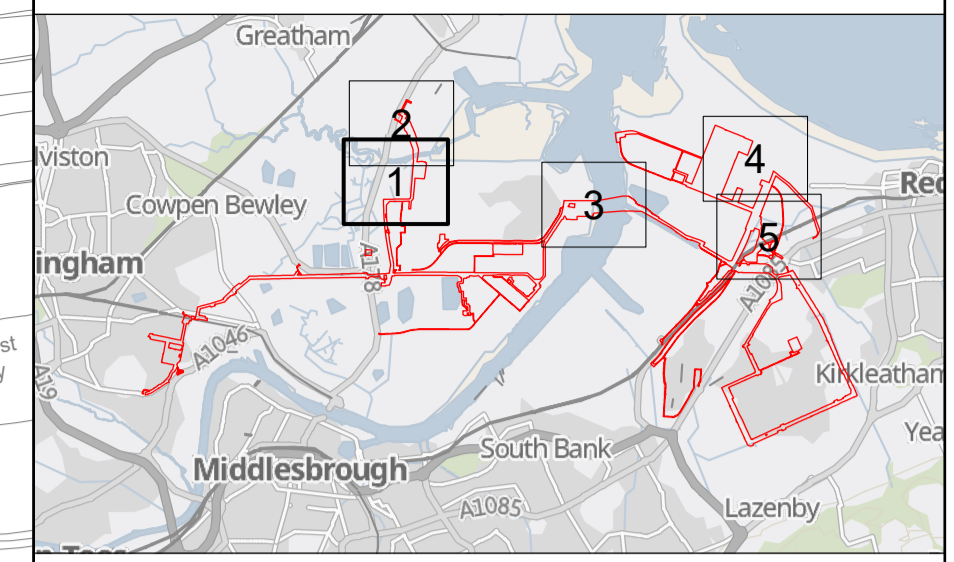 Greatham
2
lviston
4
1
Cowpen Bewley
3
Red
5
ingham
A1085
st
A1046
y
A19
Kirkleatham
Yea
South Bank
Middlesbrough
A1085
Lazenby
n Tees